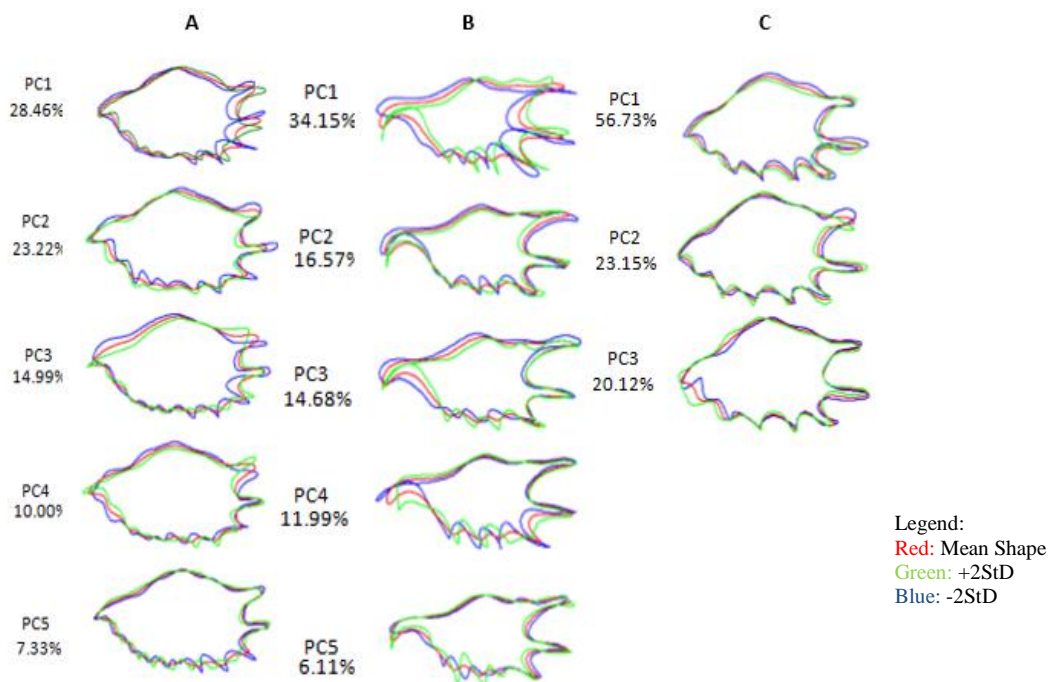 A
B
C
PC1
28.46%
PC1
34.15%
PC1
56.73%
PC2
23.22%
PC2
16.57%
PC2
23.15%
PC3
14.99%
PC3
14.68%
PC3
20.12%
PC4
10.00%
PC4
11.99%
PC5
7.33%
PC5
6.11%
Legend:
Red: Mean Shape
Green: +2StD
Blue: -2StD